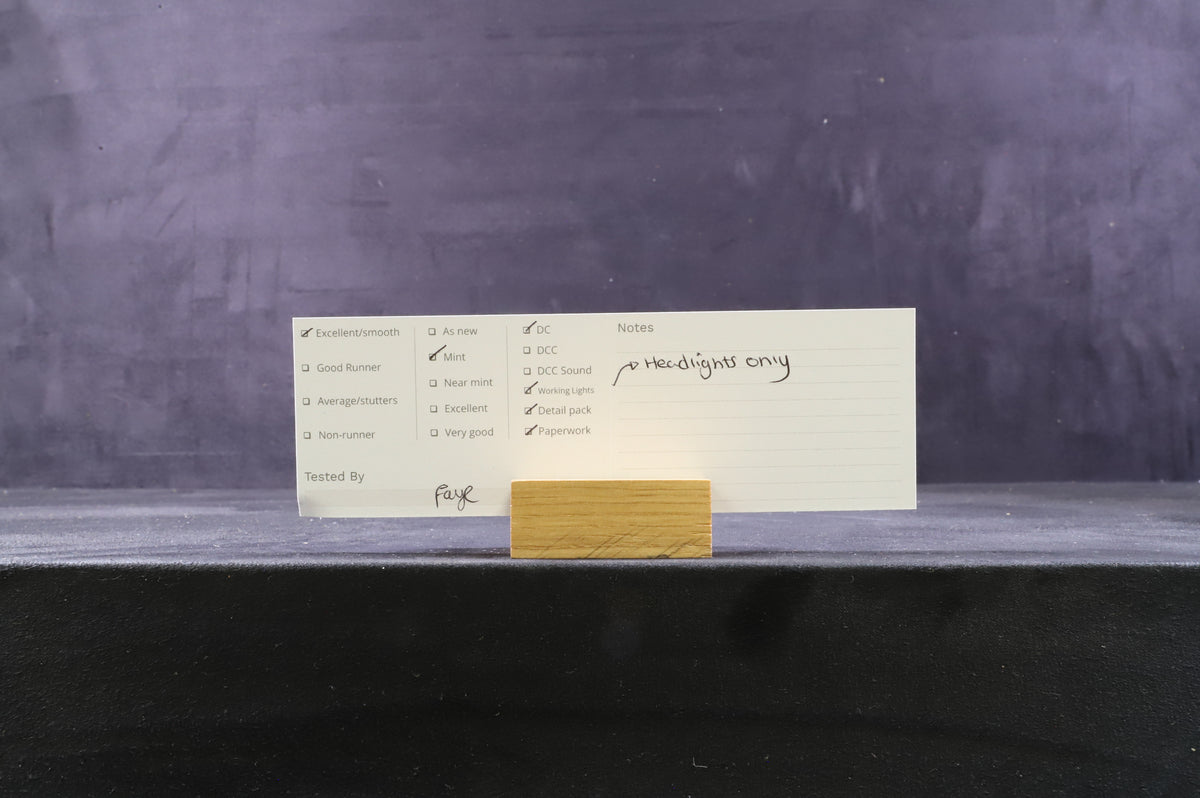 Excellent/smooth
Good Runner
Average/stutters
Non-runner
Tested By
Faye
As new
Mint
Near mint
Excellent
Very good
DC
DCC
DCC Sound
Working Lights
Detail pack
Paperwork
Notes
Headlights only